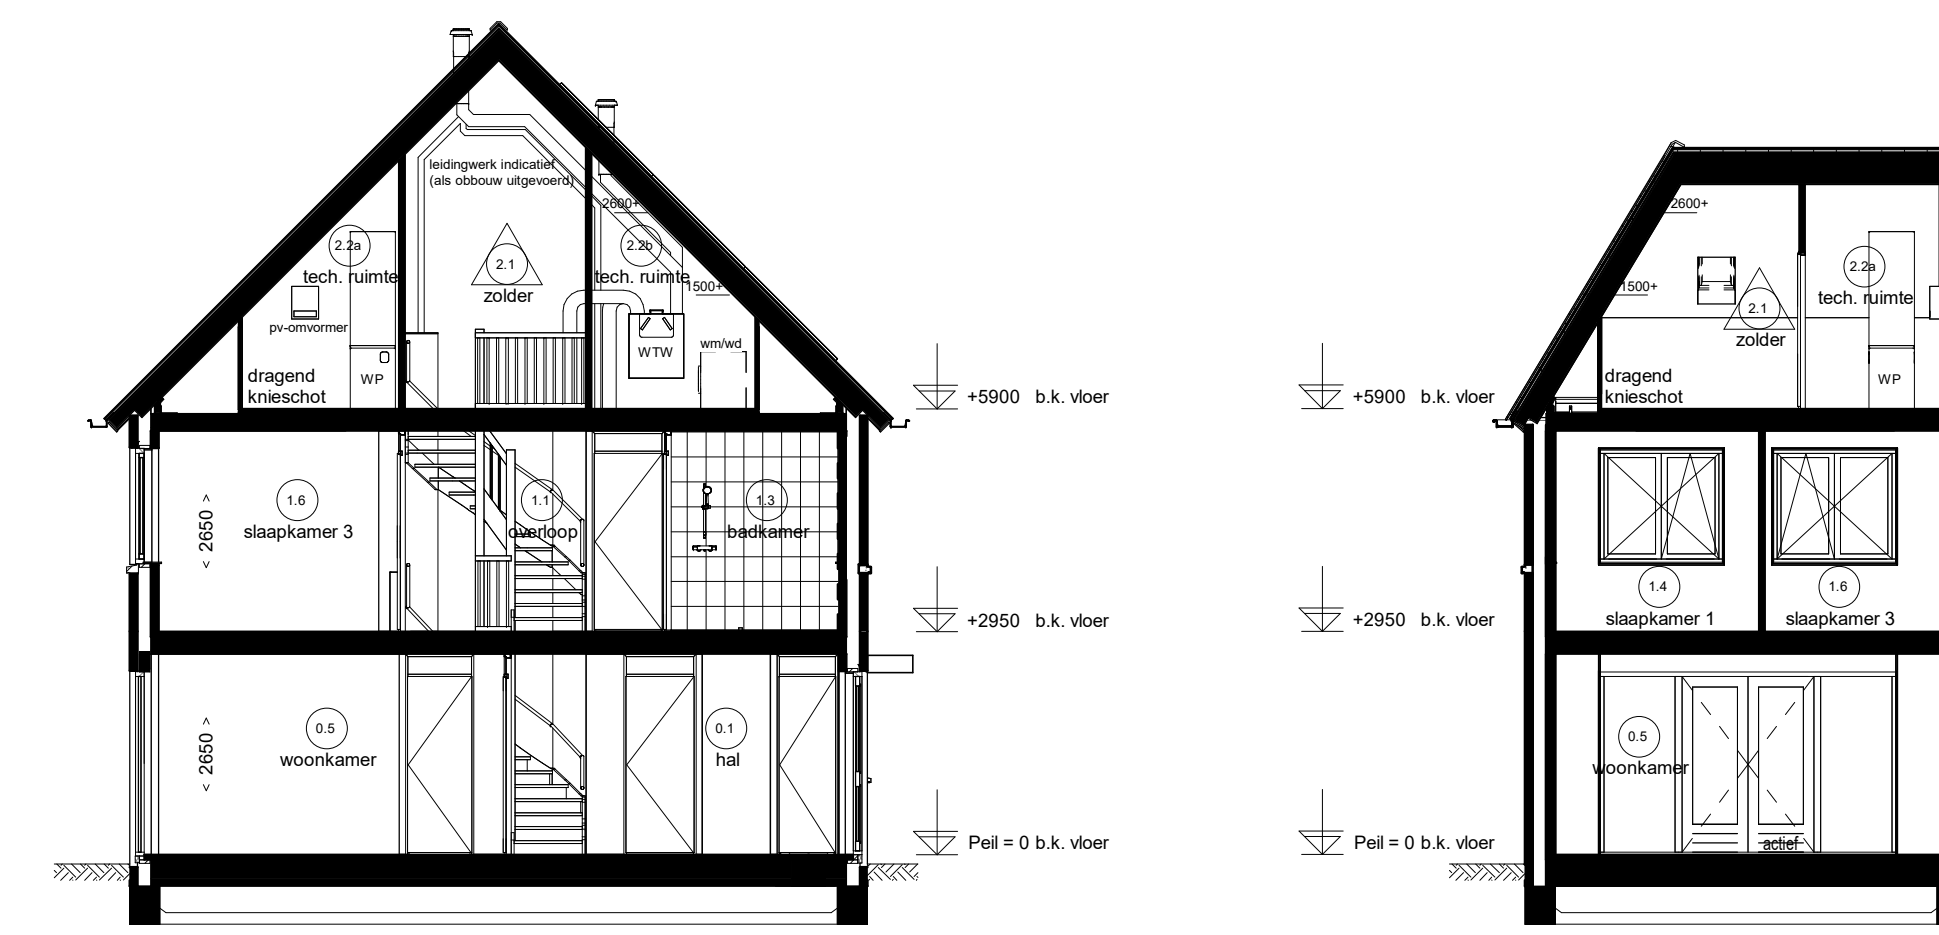 leidingwerk indicatief
(als obbouw uitgevoerd)
2600+
2.2a
tech. ruimte
2.1
zolder
2.2b
tech. ruimte
1500+
pv-omvormer
WTW
wm/wd
WP
dragend
knieschot
+5900 b.k. vloer
1.6
slaapkamer 3
< 2650 >
1.1
overloop
1.3
badkamer
+2950 b.k. vloer
0.5
woonkamer
< 2650 >
0.1
hal
Peil = 0 b.k. vloer
2600+
1500+
2.1
zolder
2.2a
tech. ruimte
dragend
knieschot
WP
+5900 b.k. vloer
1.4
slaapkamer 1
1.6
slaapkamer 3
+2950 b.k. vloer
0.5
woonkamer
actief
Peil = 0 b.k. vloer